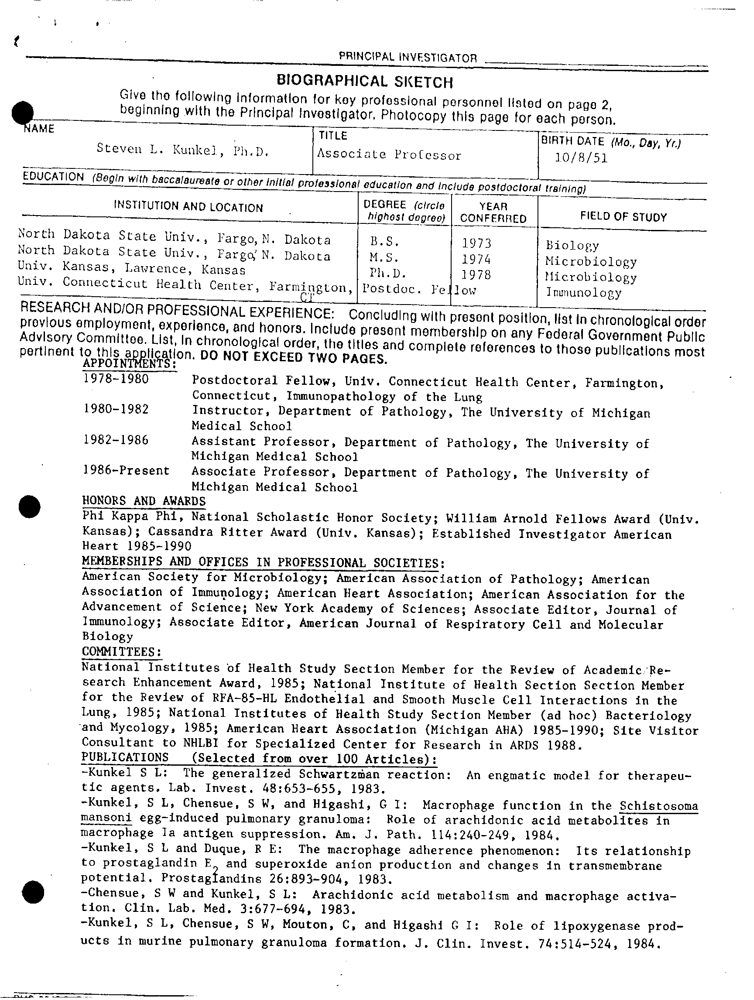 PRINCIPAL INVESTIGATOR
BIOGRAPHICAL SKETCH
Give the following information for key professional personnel listed on page 2,
beginning with the Principal Investigator. Photocopy this page for each person.
NAME
TITLE
BIRTH DATE (Mo., Day, Yr.)
Steven L. Kunkel, Ph.D.
Associate Professor
10/8/51
EDUCATION (Begin with baccalaureate or other initial professional education and include postdoctoral training)
INSTITUTION AND LOCATION
DEGREE (circle highest degree)
YEAR CONFERRED
FIELD OF STUDY
North Dakota State Univ., Fargo, N. Dakota B.S. 1973 Biology
North Dakota State Univ., Fargo, N. Dakota M.S. 1974 Microbiology
Univ. Kansas, Lawrence, Kansas Ph.D. 1978 Microbiology
Univ. Connecticut Health Center, Farmington, CT Postdoc. Fellow Immunology
RESEARCH AND/OR PROFESSIONAL EXPERIENCE: Concluding with present position, list in chronological order
previous employment, experience, and honors. Include present membership on any Federal Government Public
Advisory Committee. List, in chronological order, the titles and complete references to those publications most
pertinent to this application. DO NOT EXCEED TWO PAGES.
APPOINTMENTS:
1978-1980 Postdoctoral Fellow, Univ. Connecticut Health Center, Farmington,
Connecticut, Immunopathology of the Lung
1980-1982 Instructor, Department of Pathology, The University of Michigan
Medical School
1982-1986 Assistant Professor, Department of Pathology, The University of
Michigan Medical School
1986-Present Associate Professor, Department of Pathology, The University of
Michigan Medical School
HONORS AND AWARDS
Phi Kappa Phi, National Scholastic Honor Society; William Arnold Fellows Award (Univ.
Kansas); Cassandra Ritter Award (Univ. Kansas); Established Investigator American
Heart 1985-1990
MEMBERSHIPS AND OFFICES IN PROFESSIONAL SOCIETIES:
American Society for Microbiology; American Association of Pathology; American
Association of Immunology; American Heart Association; American Association for the
Advancement of Science; New York Academy of Sciences; Associate Editor, Journal of
Immunology; Associate Editor, American Journal of Respiratory Cell and Molecular
Biology
COMMITTEES:
National Institutes of Health Study Section Member for the Review of Academic Re-
search Enhancement Award, 1985; National Institute of Health Section Section Member
for the Review of RFA-85-HL Endothelial and Smooth Muscle Cell Interactions in the
Lung, 1985; National Institutes of Health Study Section Member (ad hoc) Bacteriology
and Mycology, 1985; American Heart Association (Michigan AHA) 1985-1990; Site Visitor
Consultant to NHLBI for Specialized Center for Research in ARDS 1988.
PUBLICATIONS (Selected from over 100 Articles):
-Kunkel S L: The generalized Schwartzman reaction: An engmatic model for therapeu-
tic agents. Lab. Invest. 48:653-655, 1983.
-Kunkel, S L, Chensue, S W, and Higashi, G I: Macrophage function in the Schistosoma
mansoni egg-induced pulmonary granuloma: Role of arachidonic acid metabolites in
macrophage Ia antigen suppression. Am. J. Path. 114:240-249, 1984.
-Kunkel, S L and Duque, R E: The macrophage adherence phenomenon: Its relationship
to prostaglandin E2 and superoxide anion production and changes in transmembrane
potential. Prostaglandins 26:893-904, 1983.
-Chensue, S W and Kunkel, S L: Arachidonic acid metabolism and macrophage activa-
tion. Clin. Lab. Med. 3:677-694, 1983.
-Kunkel, S L, Chensue, S W, Mouton, C, and Higashi G I: Role of lipoxygenase prod-
ucts in murine pulmonary granuloma formation. J. Clin. Invest. 74:514-524, 1984.